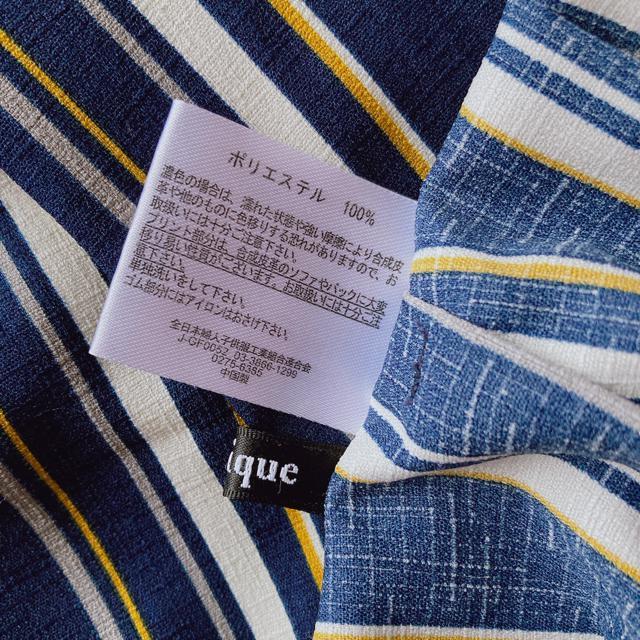 ポリエステル 100%
濃色の場合は、濡れた状態や強い摩擦により合成皮
革や他のものに色移りする恐れがありますので、お
取扱いには十分ご注意下さい。
プリント部分は、合成皮革のソファやバックに大変
移り易い性質がございます。お取扱いには十分ご注
単独洗いをして下さい。
ゴム部分にはアイロンはおさけ下さい。
全日本婦人子供服工業組合連合会
J-GF0032 03-5606-1296
022-D6385
中国製
ique